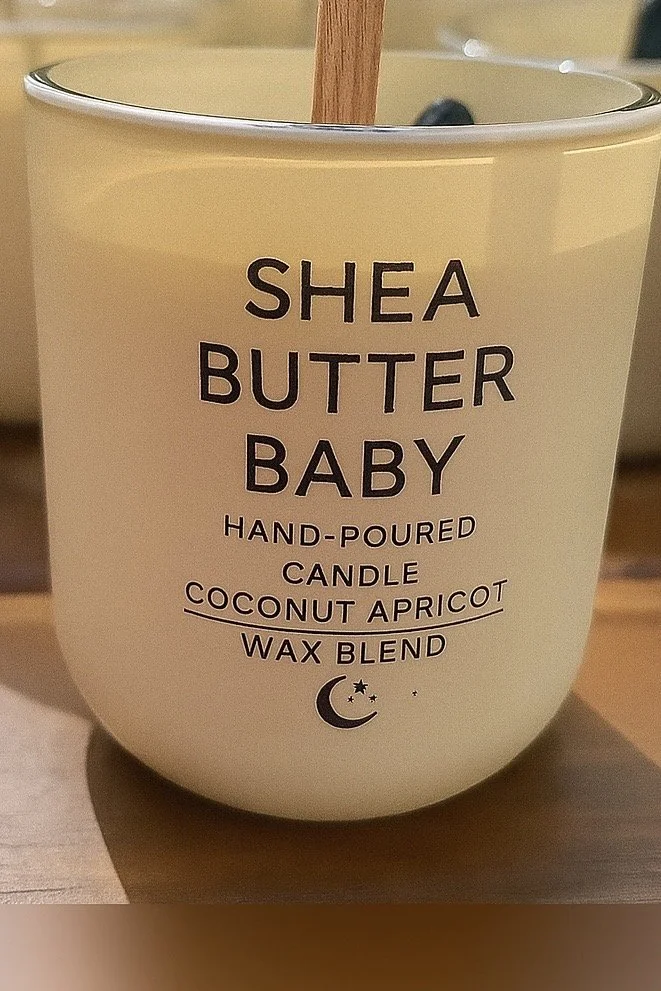 SHEA
BUTTER
BABY
HAND-POURED
CANDLE
COCONUT APRICOT
WAX BLEND